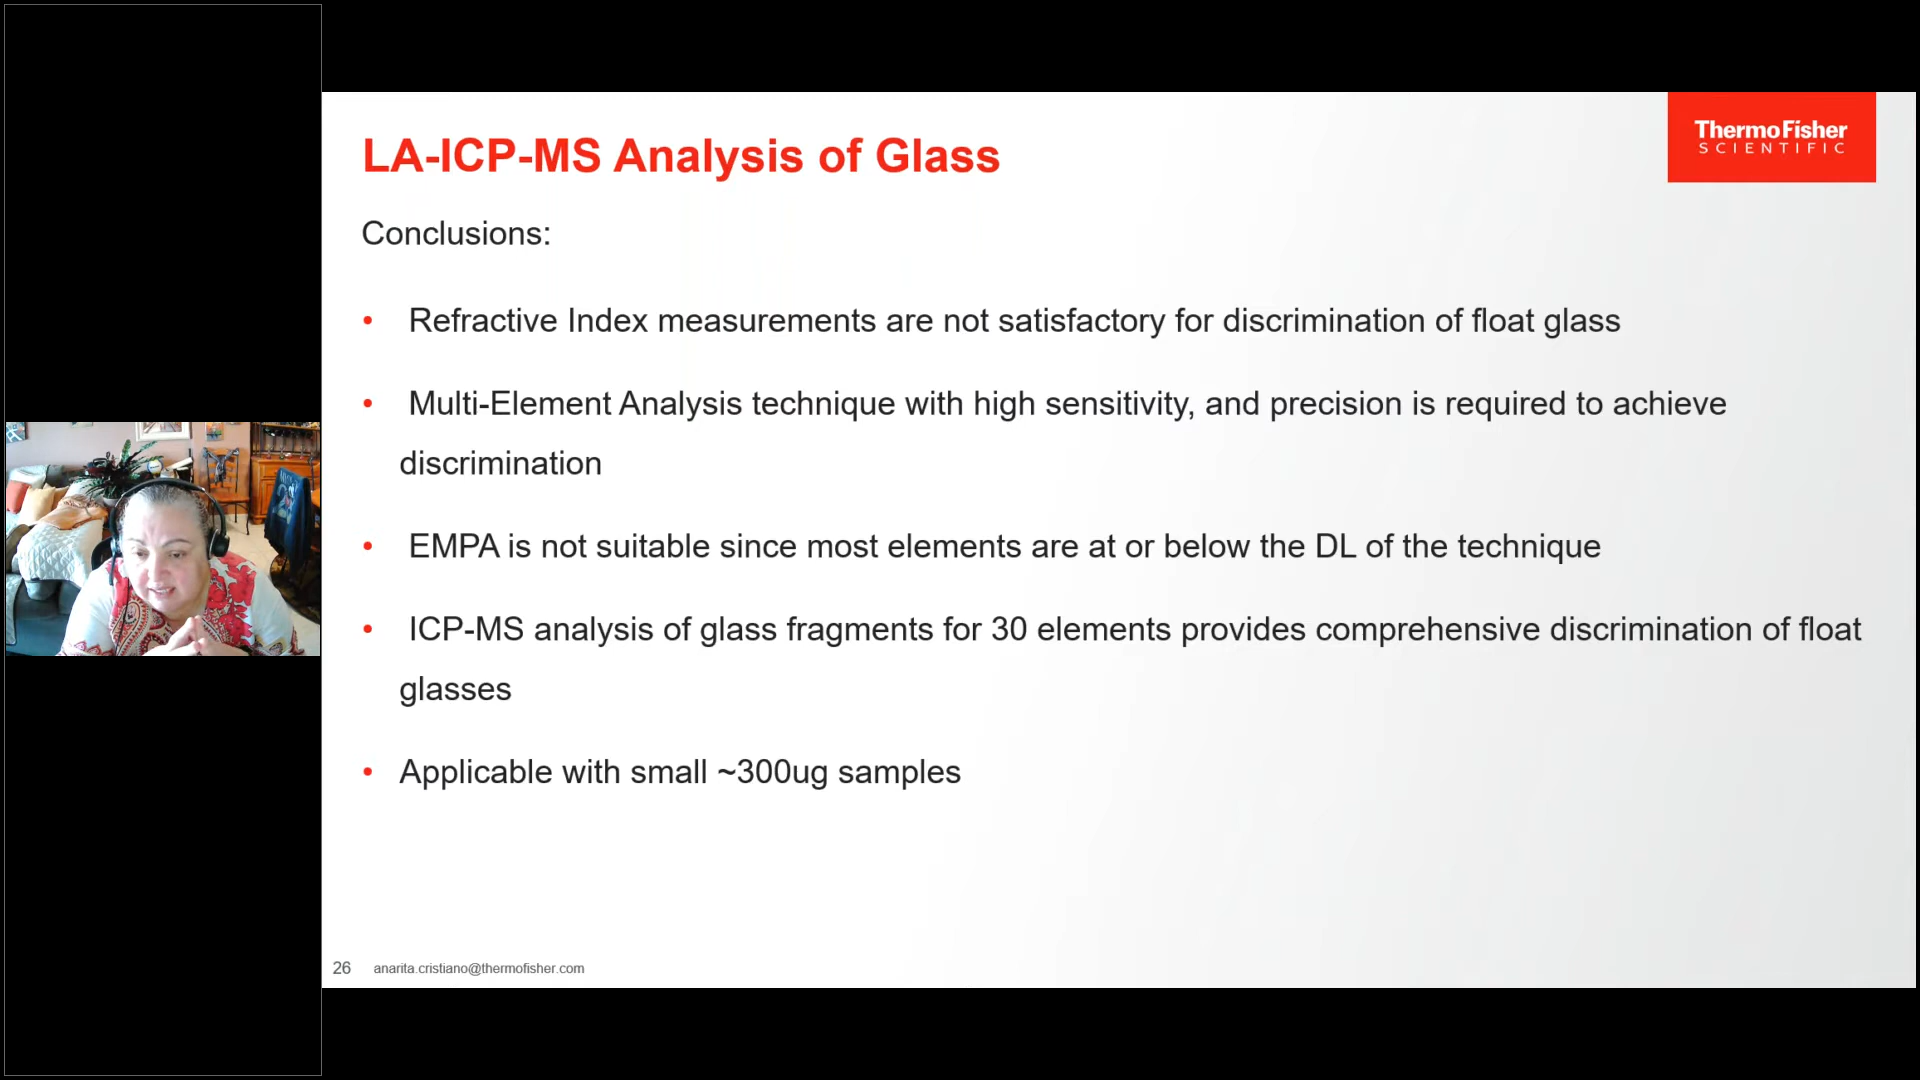 LA-ICP-MS Analysis of Glass
ThermoFisher
SCIENTIFIC
Conclusions:
• Refractive Index measurements are not satisfactory for discrimination of float glass
• Multi-Element Analysis technique with high sensitivity, and precision is required to achieve
discrimination
• EMPA is not suitable since most elements are at or below the DL of the technique
• ICP-MS analysis of glass fragments for 30 elements provides comprehensive discrimination of float
glasses
• Applicable with small ~300ug samples
26 anarita.cristiano@thermofisher.com